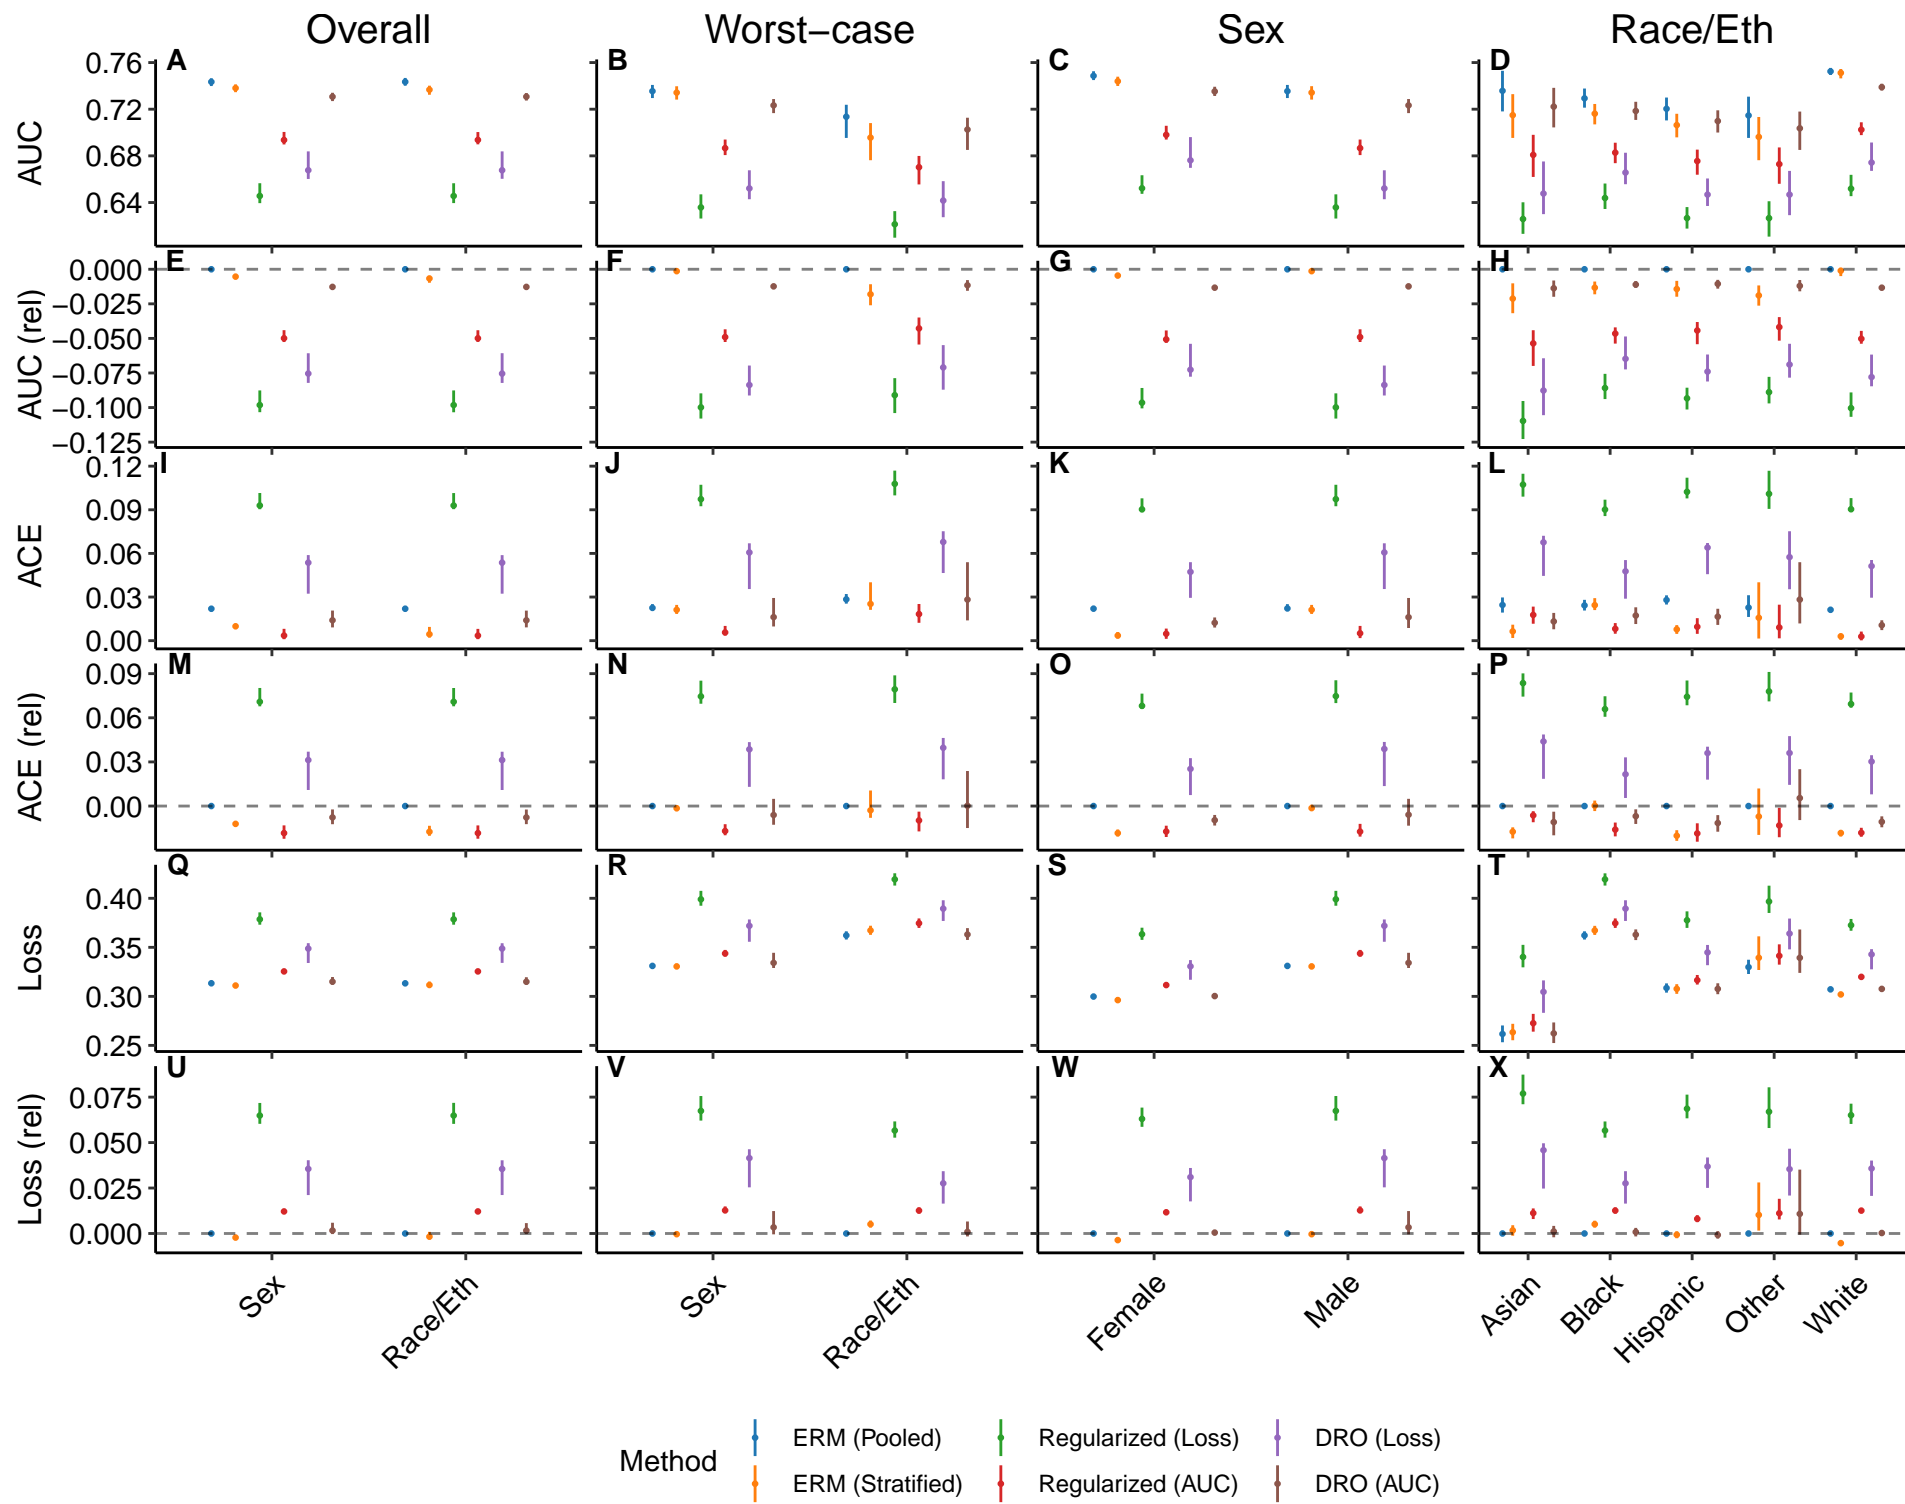 Overall Worst−case Sex Race/Eth
A B C D
AUC
0.76
0.72
0.68
0.64
E F G H
AUC (rel)
0.000
−0.025
−0.050
−0.075
−0.100
−0.125
I J K L
ACE
0.12
0.09
0.06
0.03
0.00
M N O P
ACE (rel)
0.09
0.06
0.03
0.00
Q R S T
Loss
0.40
0.35
0.30
0.25
U V W X
Loss (rel)
0.075
0.050
0.025
0.000
Sex Race/Eth Sex Race/Eth Female Male Asian Black Hispanic Other White
Method
ERM (Pooled) Regularized (Loss) DRO (Loss)
ERM (Stratified) Regularized (AUC) DRO (AUC)